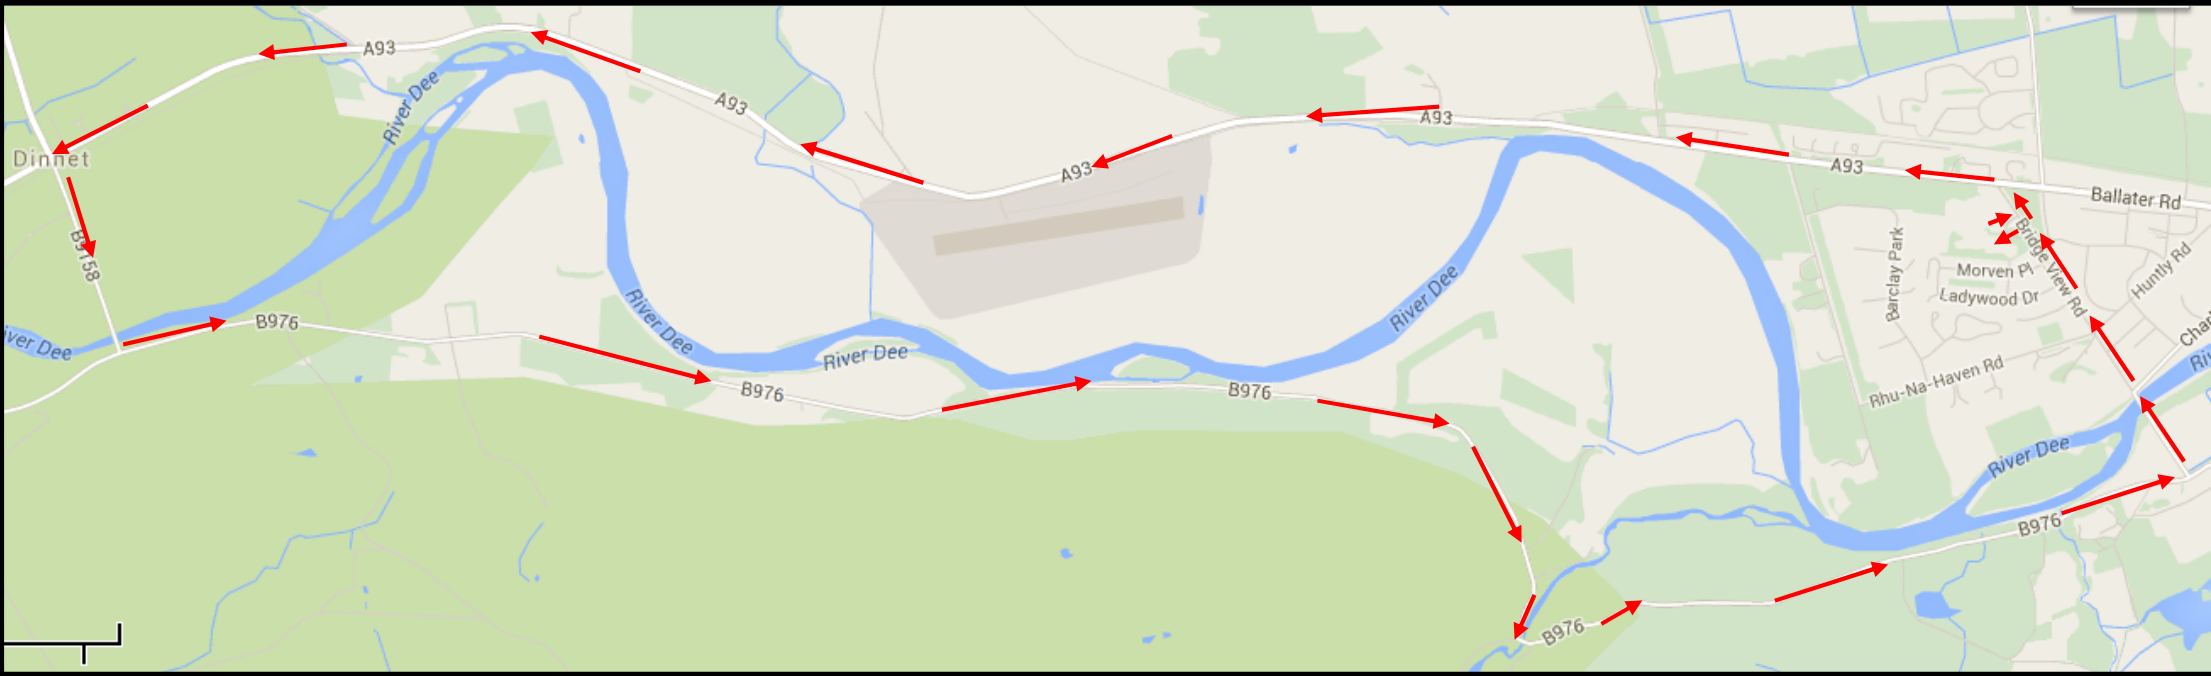 A93
River Dee
Dinnet
B9158
River Dee
B976
A93
A93
A93
A93
Ballater Rd
River Dee
River Dee
B976
River Dee
B976
Barclay Park
Morven Pl
Ladywood Dr
Bridge View Rd
Huntly Rd
Rhu-Na-Haven Rd
River Dee
B976
B976